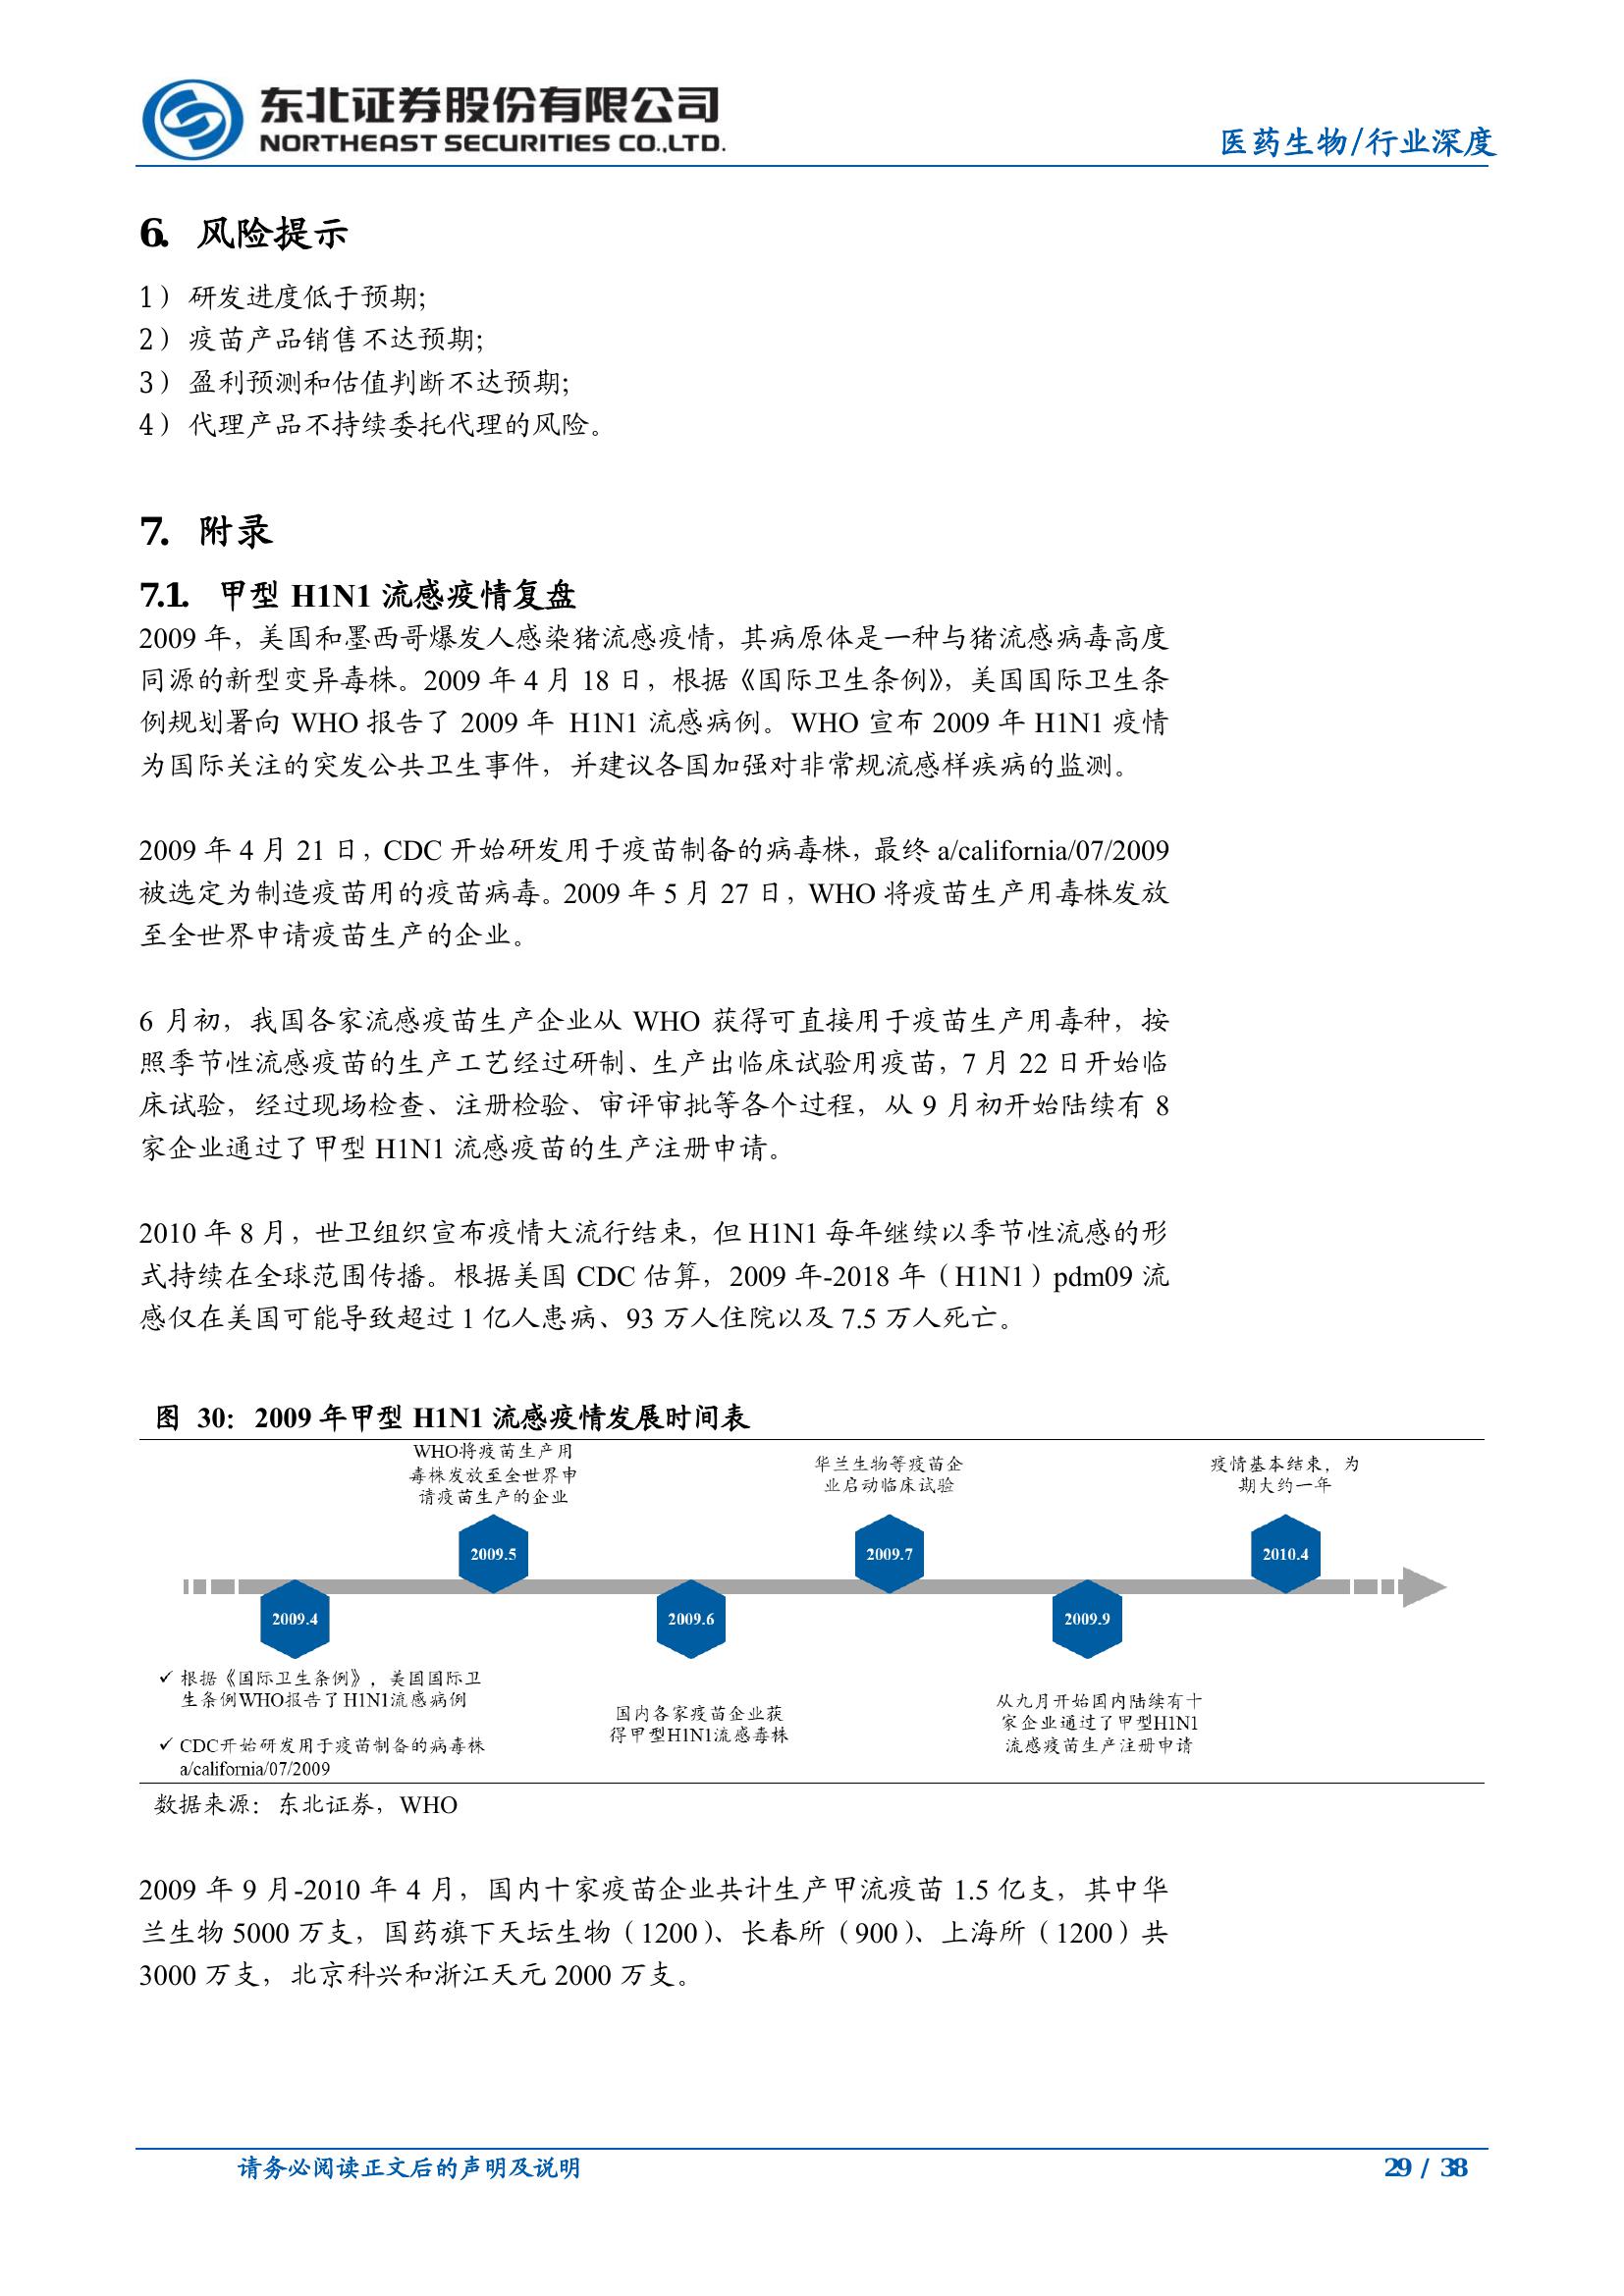 东北证券股份有限公司
NORTHEAST SECURITIES CO.,LTD.
医药生物/行业深度
6. 风险提示
1）研发进度低于预期；
2）疫苗产品销售不达预期；
3）盈利预测和估值判断不达预期；
4）代理产品不持续委托代理的风险。
7. 附录
7.1. 甲型 H1N1 流感疫情复盘
2009 年，美国和墨西哥爆发人感染猪流感疫情，其病原体是一种与猪流感病毒高度
同源的新型变异毒株。2009 年 4 月 18 日，根据《国际卫生条例》，美国国际卫生条
例规划署向 WHO 报告了 2009 年 H1N1 流感病例。WHO 宣布 2009 年 H1N1 疫情
为国际关注的突发公共卫生事件，并建议各国加强对非常规流感样疾病的监测。
2009 年 4 月 21 日，CDC 开始研发用于疫苗制备的病毒株，最终 a/california/07/2009
被选定为制造疫苗用的疫苗病毒。2009 年 5 月 27 日，WHO 将疫苗生产用毒株发放
至全世界申请疫苗生产的企业。
6 月初，我国各家流感疫苗生产企业从 WHO 获得可直接用于疫苗生产用毒种，按
照季节性流感疫苗的生产工艺经过研制、生产出临床试验用疫苗，7 月 22 日开始临
床试验，经过现场检查、注册检验、审评审批等各个过程，从 9 月初开始陆续有 8
家企业通过了甲型 H1N1 流感疫苗的生产注册申请。
2010 年 8 月，世卫组织宣布疫情大流行结束，但 H1N1 每年继续以季节性流感的形
式持续在全球范围传播。根据美国 CDC 估算，2009 年-2018 年（H1N1）pdm09 流
感仅在美国可能导致超过 1 亿人患病、93 万人住院以及 7.5 万人死亡。
图 30：2009 年甲型 H1N1 流感疫情发展时间表
WHO将疫苗生产用
毒株发放至全世界申
请疫苗生产的企业
华兰生物等疫苗企
业启动临床试验
疫情基本结束，为
期大约一年
2009.5
2009.7
2010.4
2009.4
2009.6
2009.9
✓ 根据《国际卫生条例》，美国国际卫
生条例WHO报告了H1N1流感病例
✓ CDC开始研发用于疫苗制备的病毒株
a/california/07/2009
国内各家疫苗企业获
得甲型H1N1流感毒株
从九月开始国内陆续有十
家企业通过了甲型H1N1
流感疫苗生产注册申请
数据来源：东北证券，WHO
2009 年 9 月-2010 年 4 月，国内十家疫苗企业共计生产甲流疫苗 1.5 亿支，其中华
兰生物 5000 万支，国药旗下天坛生物（1200）、长春所（900）、上海所（1200）共
3000 万支，北京科兴和浙江天元 2000 万支。
请务必阅读正文后的声明及说明
29 / 38